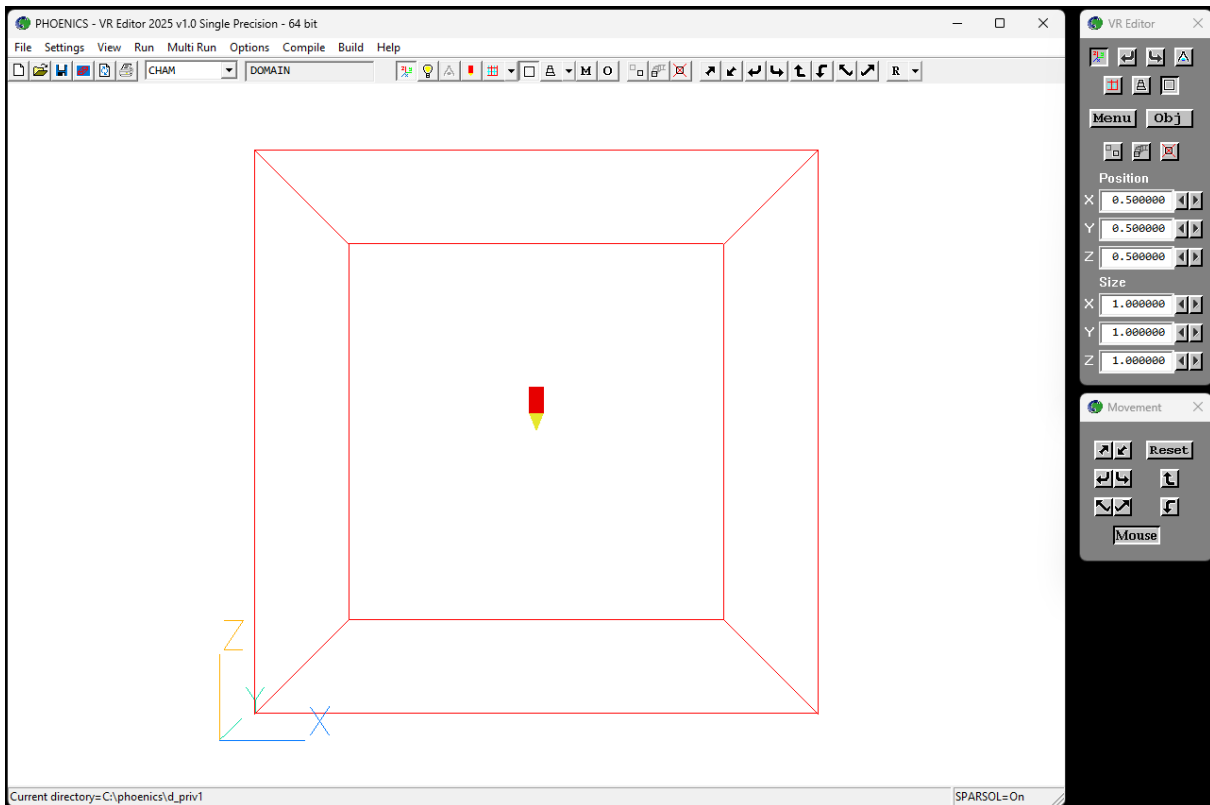 PHOENICS - VR Editor 2025 v1.0 Single Precision - 64 bit
File Settings View Run Multi Run Options Compile Build Help
CHAM DOMAIN M O R
Z
Y
X
Current directory=C:\phoenics\d_priv1 SPARSOL=On
VR Editor
Menu Obj
Position
X 0.500000
Y 0.500000
Z 0.500000
Size
X 1.000000
Y 1.000000
Z 1.000000
Movement
Reset
Mouse